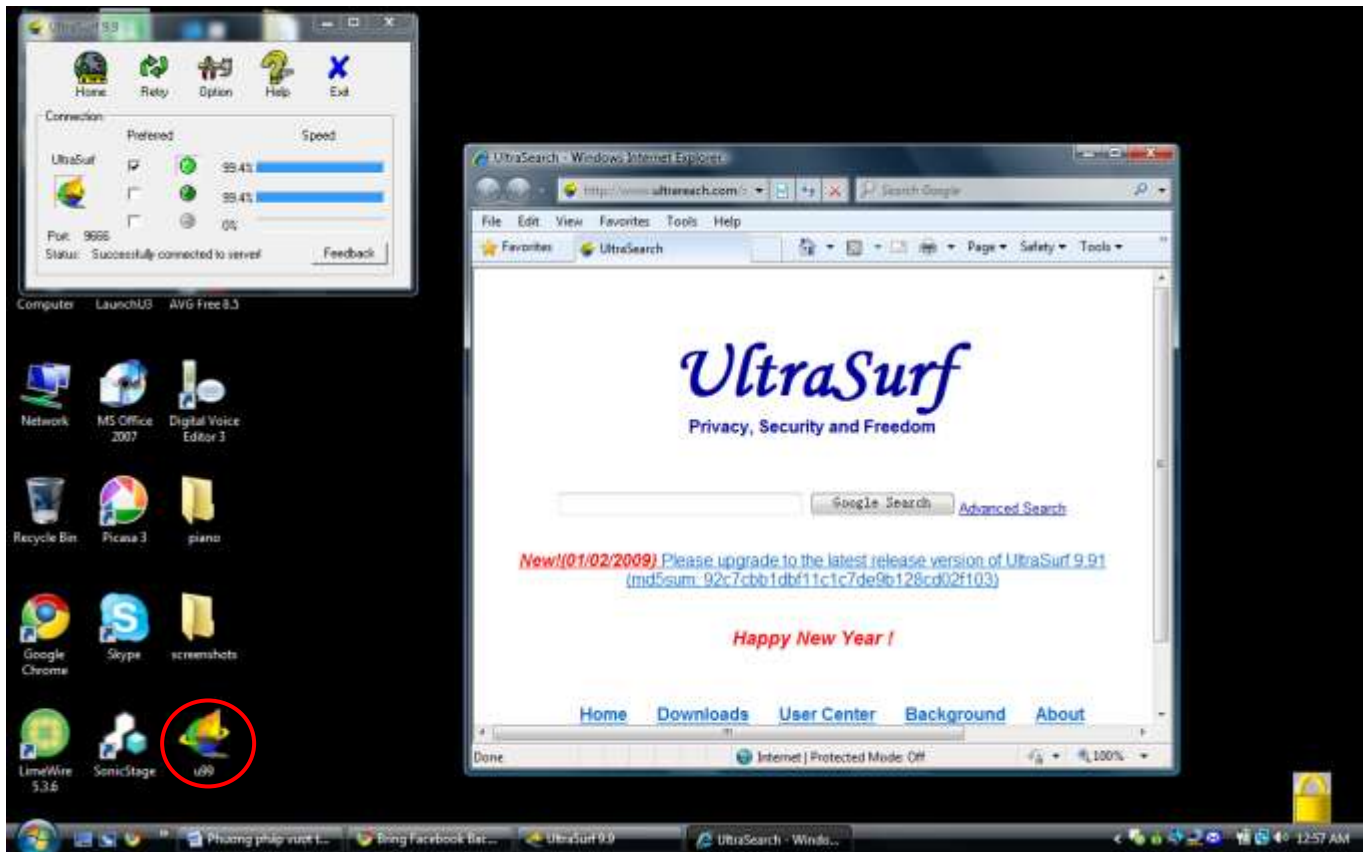 UltraSurf 9.9
Home Retry Option Help Exit
Connection
Preferred Speed
UltraSurf
99.4%
99.4%
0%
Port: 9666
Status: Successfully connected to server! Feedback
Computer LaunchU3 AVG Free 8.5
Network MS Office 2007 Digital Voice Editor 3
Recycle Bin Picasa 3 piano
Google Chrome Skype screenshots
LimeWire 5.3.6 SonicStage u99
UltraSearch - Windows Internet Explorer
http://www.ultrareach.com/ Search Google
File Edit View Favorites Tools Help
Favorites UltraSearch Page Safety Tools
UltraSurf
Privacy, Security and Freedom
Google Search Advanced Search
New!(01/02/2009) Please upgrade to the latest release version of UltraSurf 9.91
(md5sum: 92c7cbb1dbf11c1c7de9b128cd02f103)
Happy New Year !
Home Downloads User Center Background About
Done Internet | Protected Mode: Off 100%
Phương pháp vượt t... Bring Facebook Bac... UltraSurf 9.9 UltraSearch - Windo... 12:57 AM